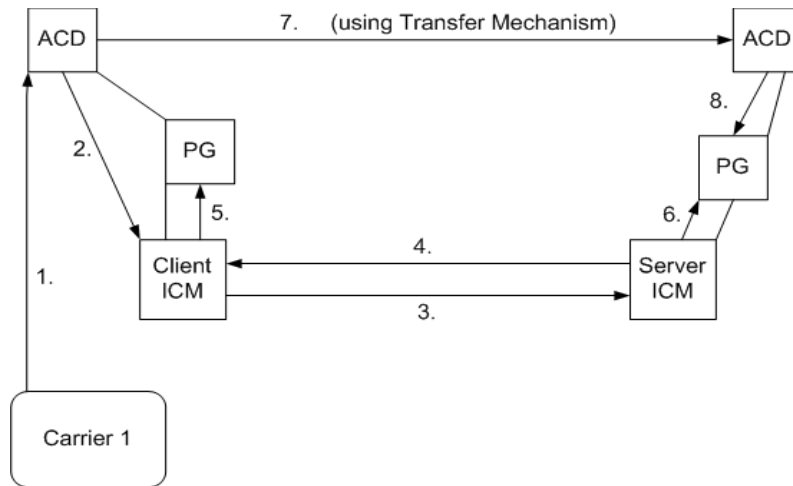 7. (using Transfer Mechanism)
ACD
ACD
2.
8.
PG
PG
5.
6.
Client
ICM
4.
Server
ICM
1.
3.
Carrier 1